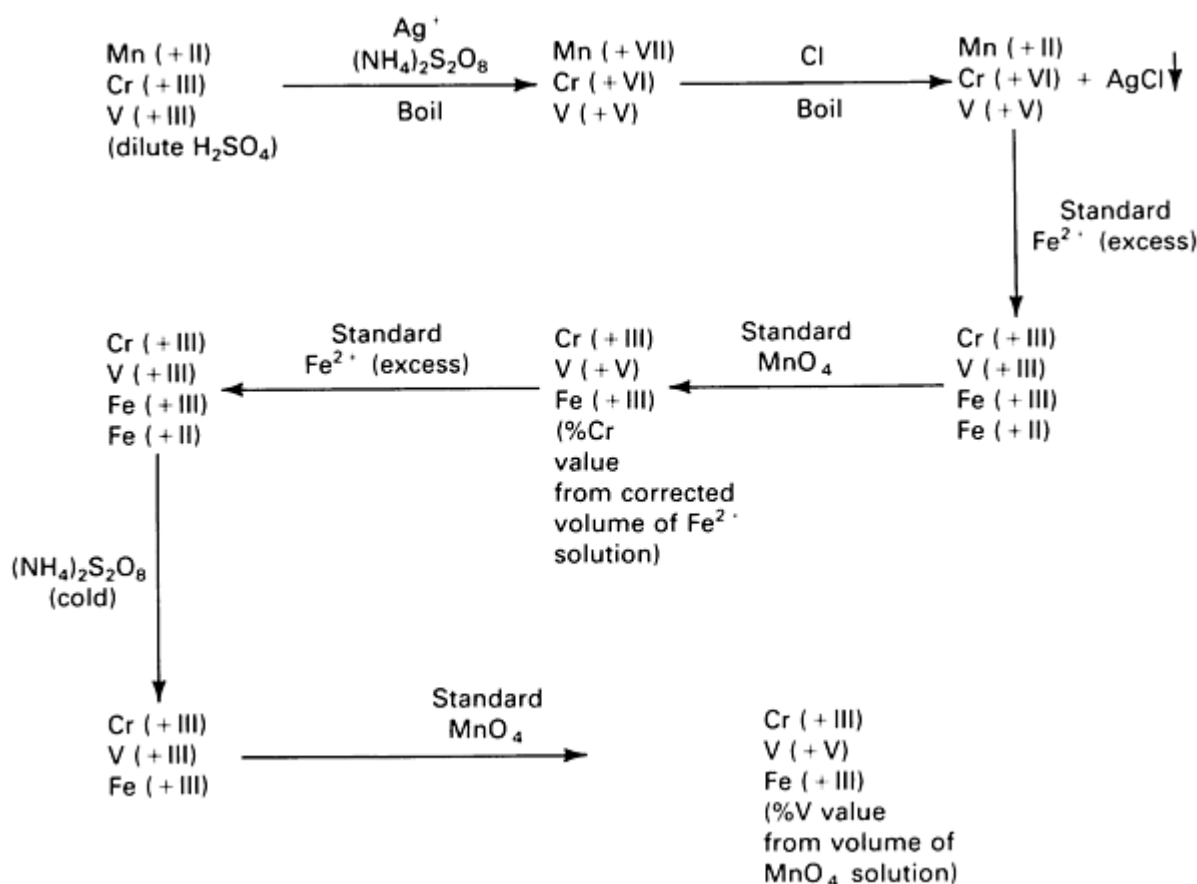 Mn (+II)
Cr (+III)
V (+III)
(dilute H₂SO₄)
Ag⁺
(NH₄)₂S₂O₈
Boil
Mn (+VII)
Cr (+VI)
V (+V)
Cl
Boil
Mn (+II)
Cr (+VI) + AgCl↓
V (+V)
Standard
Fe²⁺ (excess)
Cr (+III)
V (+III)
Fe (+III)
Fe (+II)
Standard
MnO₄
Cr (+III)
V (+V)
Fe (+III)
(%Cr
value
from corrected
volume of Fe²⁺
solution)
Standard
Fe²⁺ (excess)
Cr (+III)
V (+III)
Fe (+III)
Fe (+II)
(NH₄)₂S₂O₈
(cold)
Cr (+III)
V (+III)
Fe (+III)
Standard
MnO₄
Cr (+III)
V (+V)
Fe (+III)
(%V value
from volume of
MnO₄ solution)